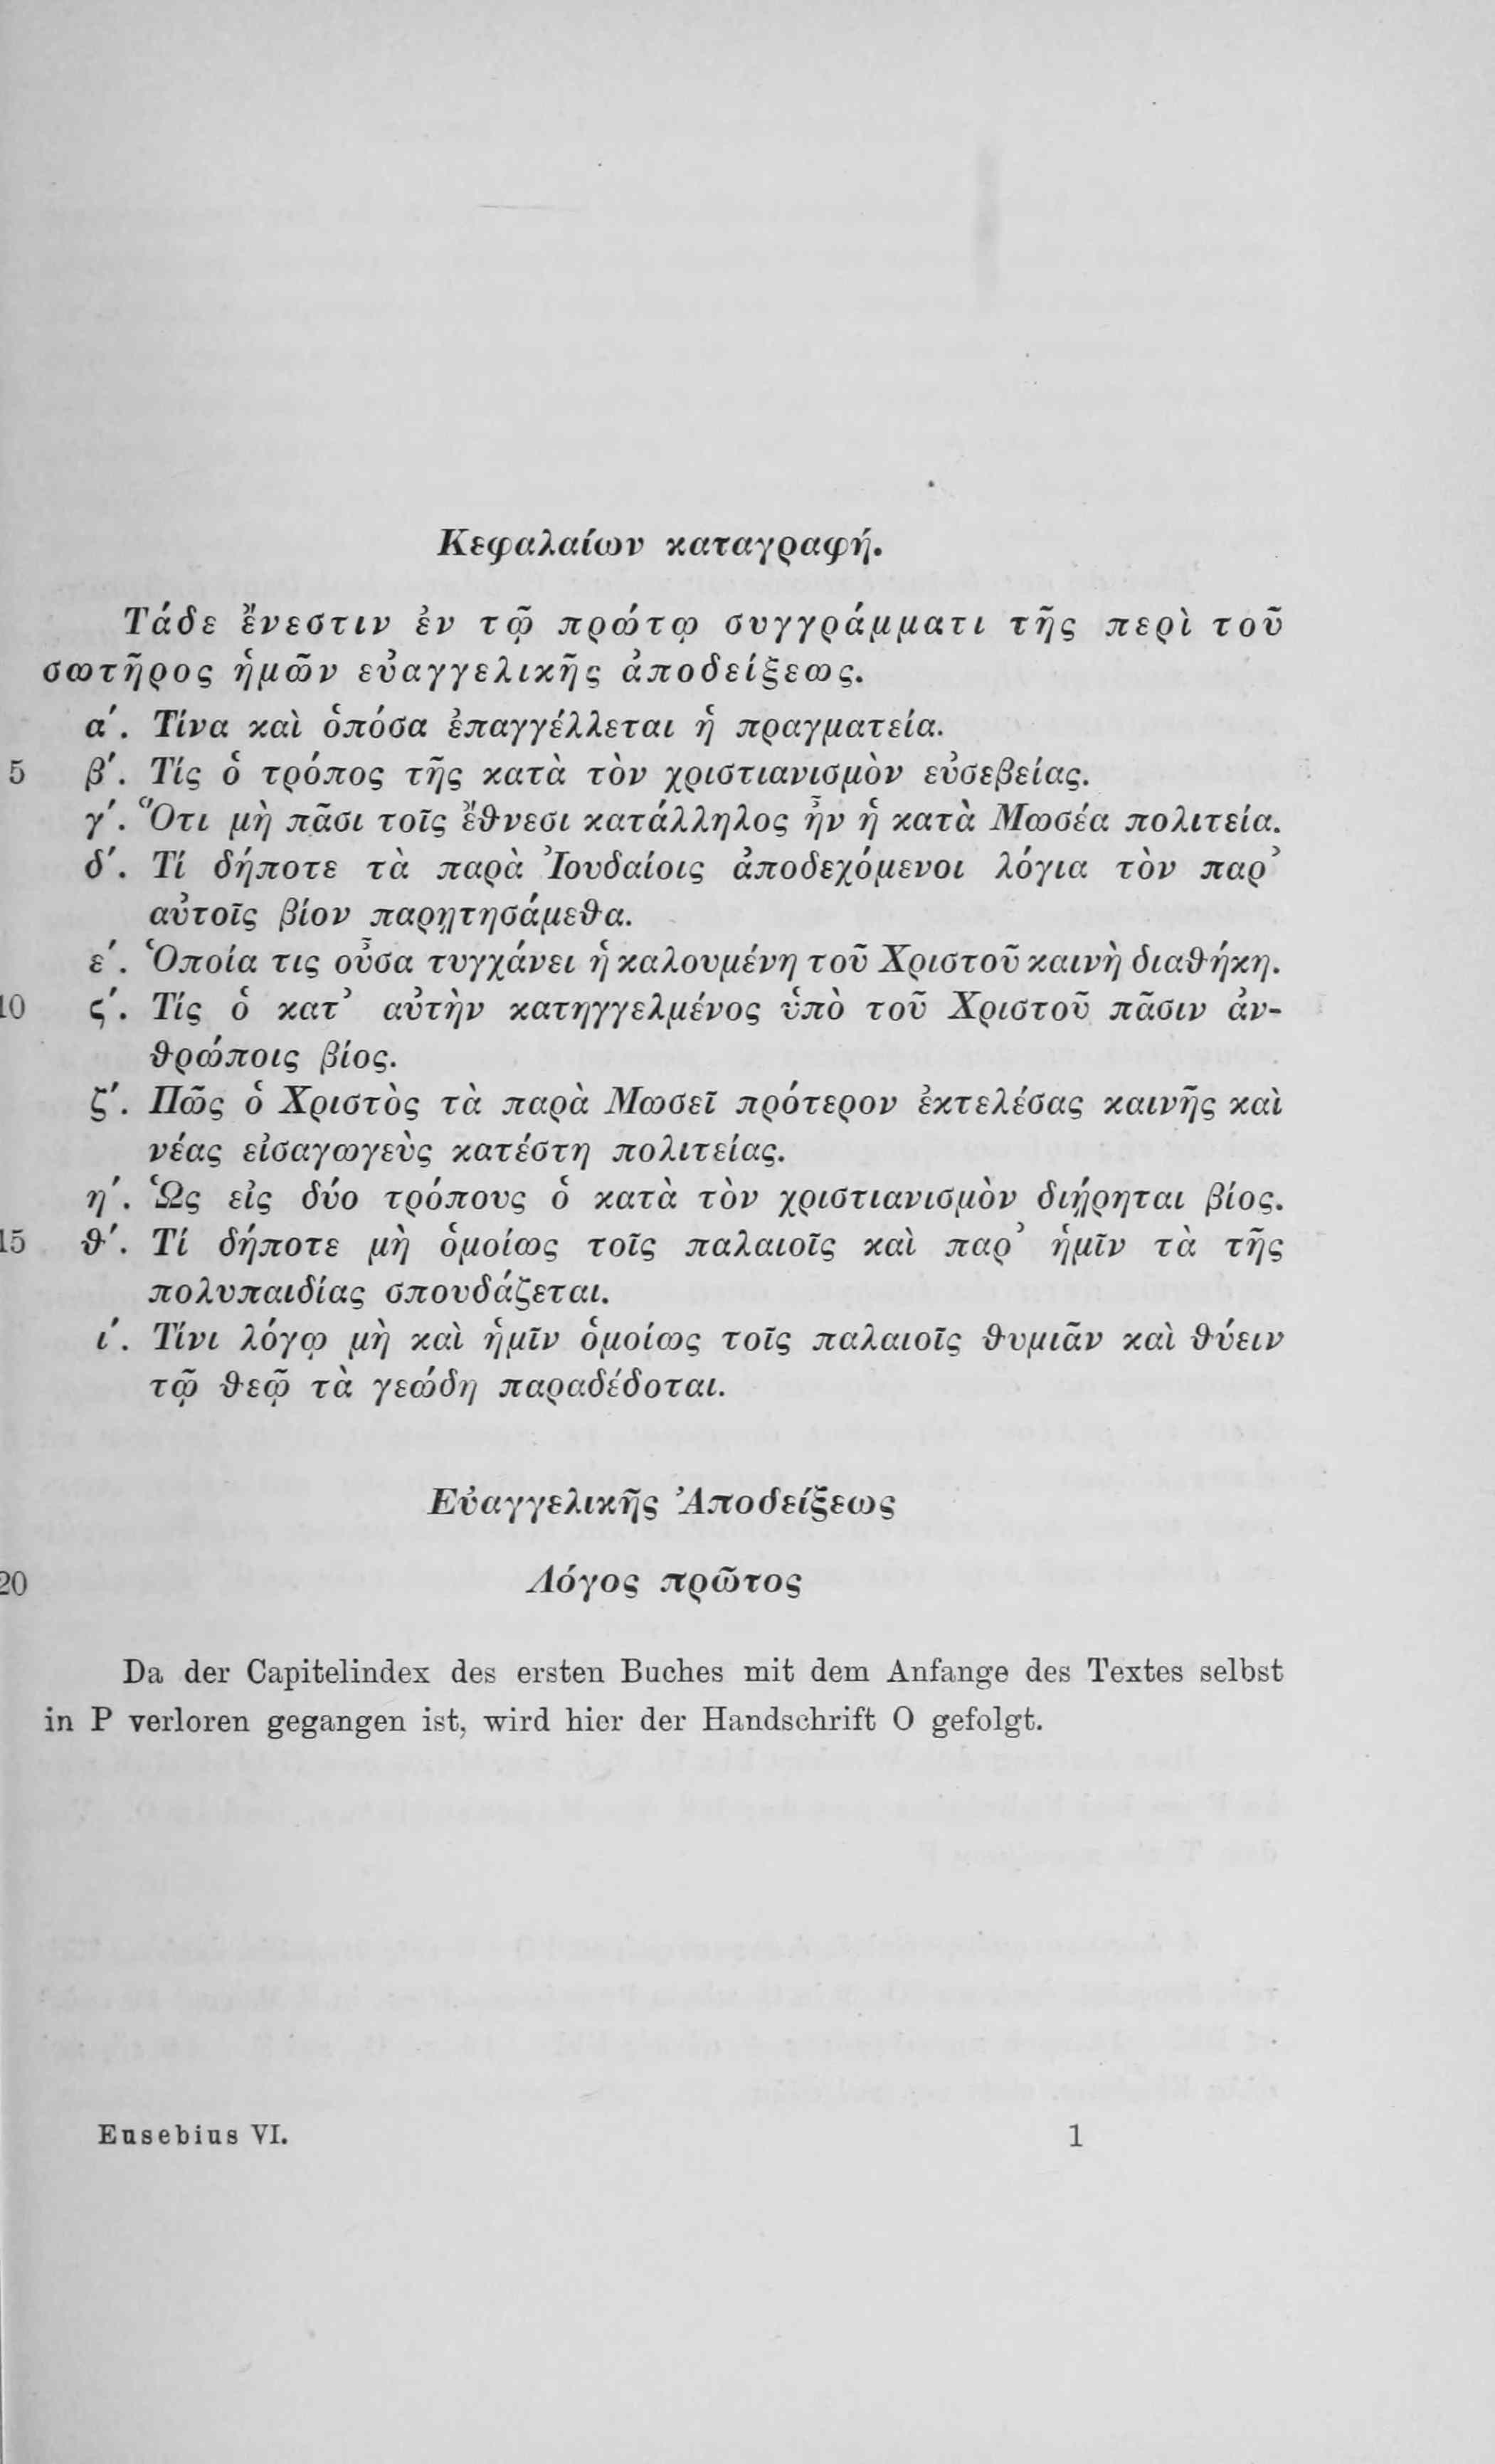 Κεφαλαίων καταγραφή.
Τάδε ἔνεστιν ἐν τῷ πρώτῳ συγγράμματι τῆς περὶ τοῦ
σωτῆρος ἡμῶν εὐαγγελικῆς ἀποδείξεως.
α΄. Τίνα καὶ ὁπόσα ἐπαγγέλλεται ἡ πραγματεία.
5 β΄. Τίς ὁ τρόπος τῆς κατὰ τὸν χριστιανισμὸν εὐσεβείας.
γ΄. Ὅτι μὴ πᾶσι τοῖς ἔθνεσι κατάλληλος ἦν ἡ κατὰ Μωσέα πολιτεία.
δ΄. Τί δήποτε τὰ παρὰ Ἰουδαίοις ἀποδεχόμενοι λόγια τὸν παρ’
αὐτοῖς βίον παρῃτησάμεθα.
ε΄. Ὁποία τις οὖσα τυγχάνει ἡ καλουμένη τοῦ Χριστοῦ καινὴ διαθήκη.
10 ς΄. Τίς ὁ κατ’ αὐτὴν κατηγγελμένος ὑπὸ τοῦ Χριστοῦ πᾶσιν ἀν-
θρώποις βίος.
ζ΄. Πῶς ὁ Χριστὸς τὰ παρὰ Μωσεῖ πρότερον ἐκτελέσας καινῆς καὶ
νέας εἰσαγωγεὺς κατέστη πολιτείας.
η΄. Ὡς εἰς δύο τρόπους ὁ κατὰ τὸν χριστιανισμὸν διῄρηται βίος.
15 θ΄. Τί δήποτε μὴ ὁμοίως τοῖς παλαιοῖς καὶ παρ’ ἡμῖν τὰ τῆς
πολυπαιδίας σπουδάζεται.
ι΄. Τίνι λόγῳ μὴ καὶ ἡμῖν ὁμοίως τοῖς παλαιοῖς θυμιᾶν καὶ θύειν
τῷ θεῷ τὰ γεώδη παραδέδοται.
Εὐαγγελικῆς Ἀποδείξεως
20 Λόγος πρῶτος
Da der Capitelindex des ersten Buches mit dem Anfange des Textes selbst
in P verloren gegangen ist, wird hier der Handschrift O gefolgt.
Eusebius VI. 1